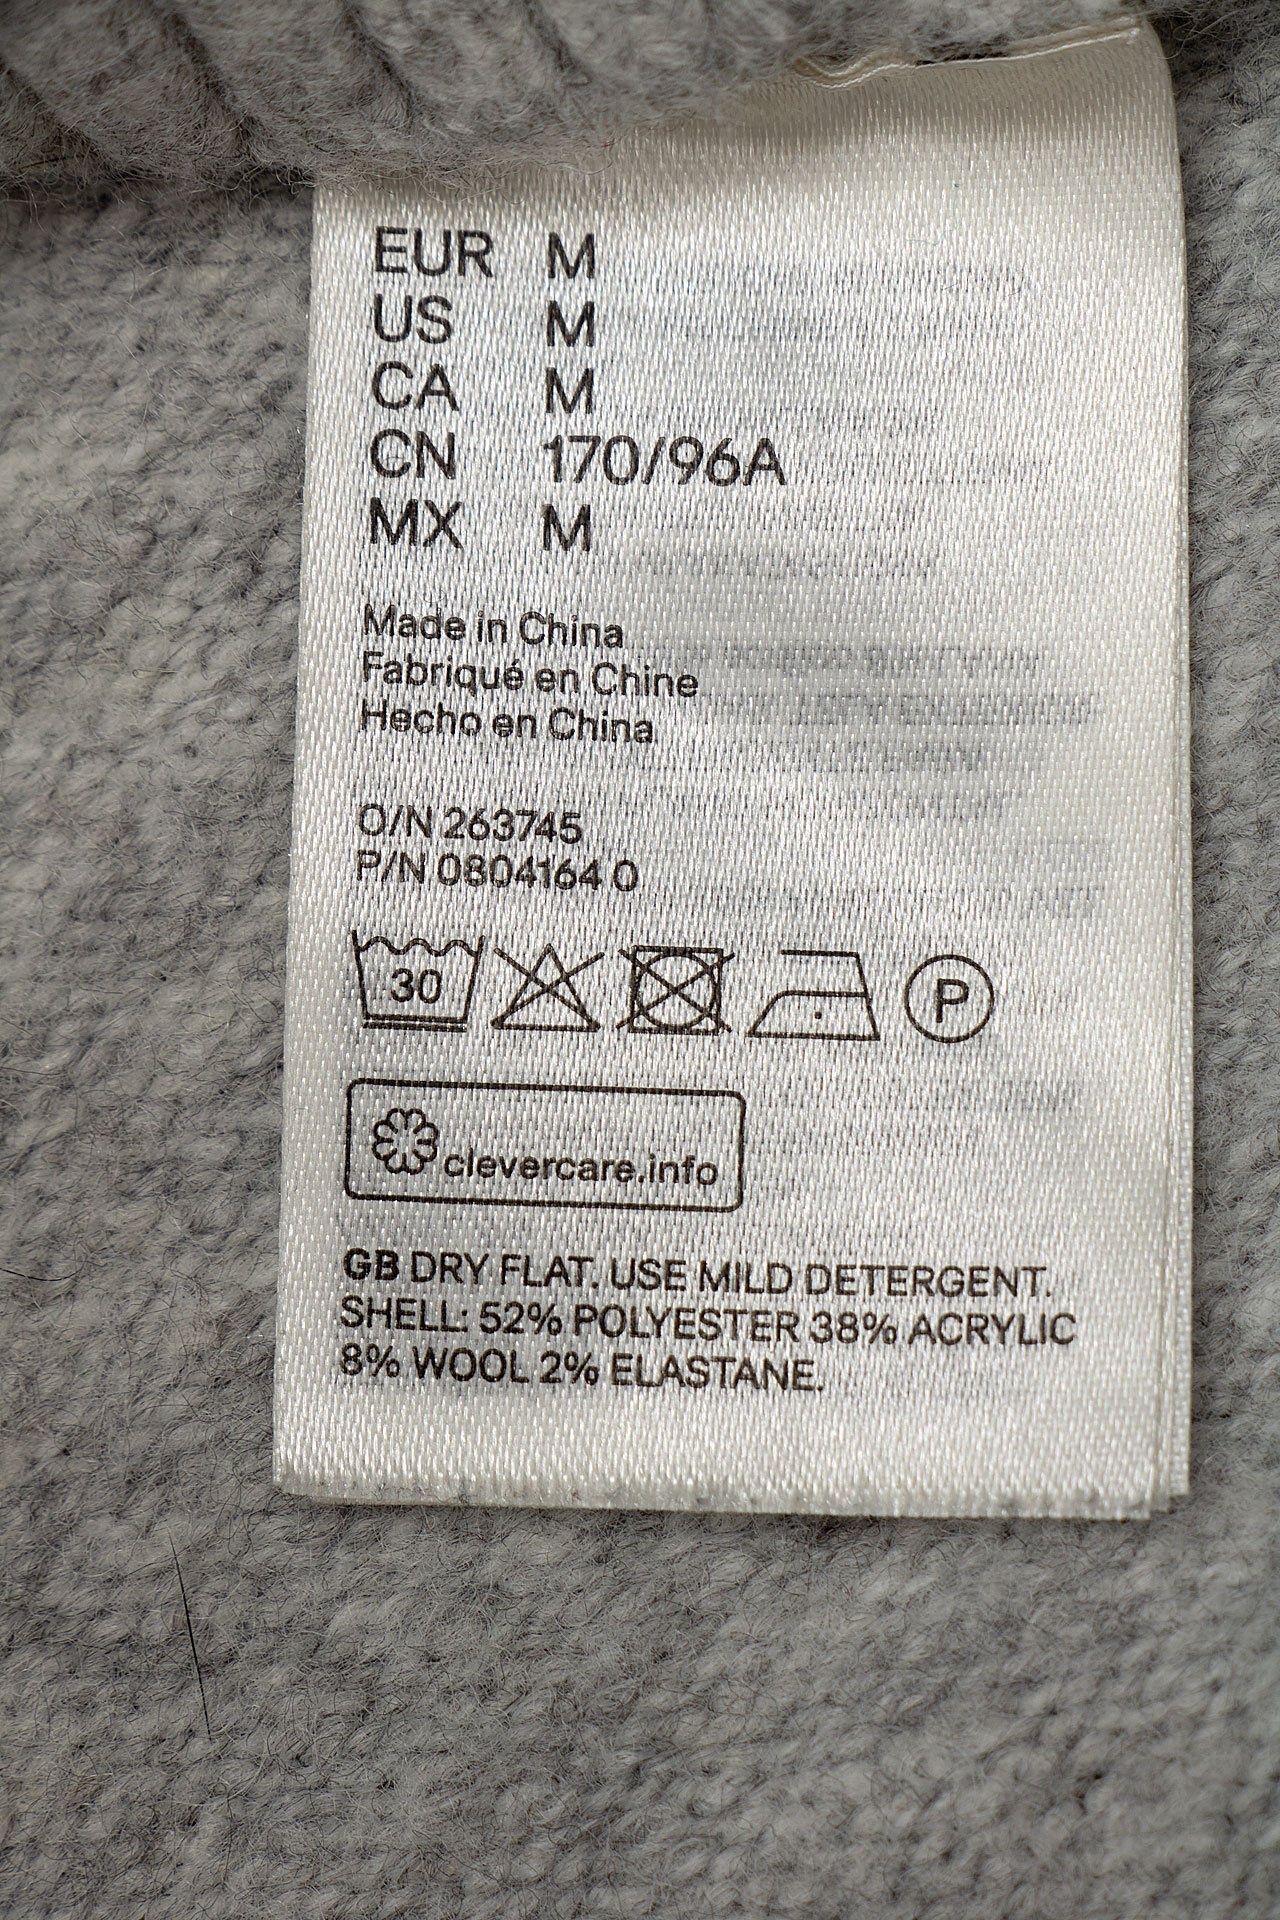 EUR M
US M
CA M
CN 170/96A
MX M
Made in China
Fabriqué en Chine
Hecho en China
O/N 263745
P/N 0804164 0
30
P
clevercare.info
GB DRY FLAT. USE MILD DETERGENT.
SHELL: 52% POLYESTER 38% ACRYLIC
8% WOOL 2% ELASTANE.